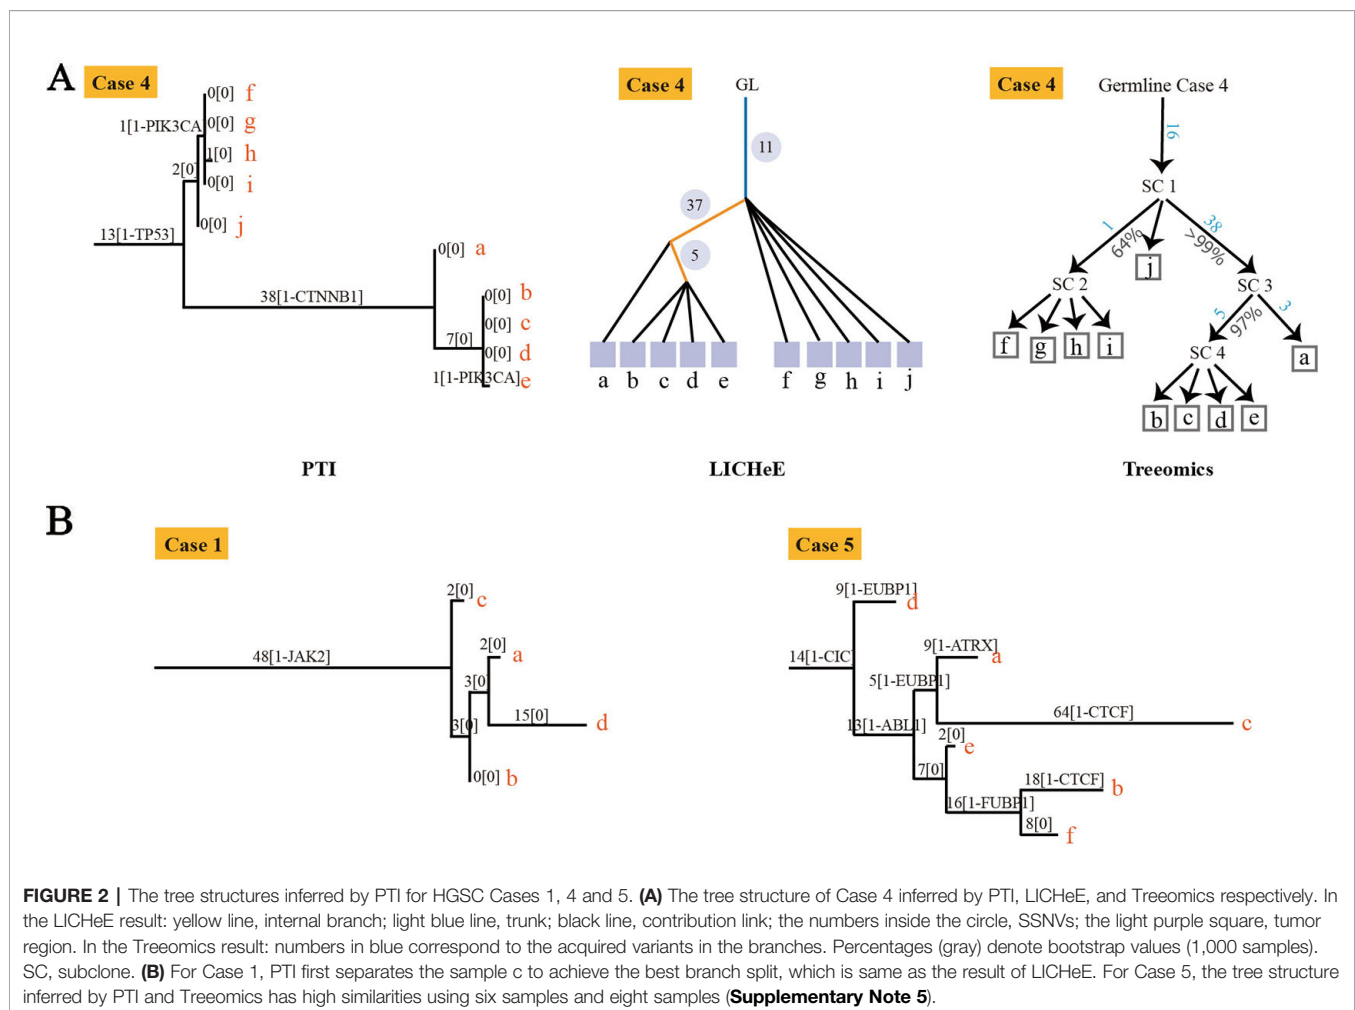 A
Case 4
0[0] f
1[1-PIK3CA]
0[0] g
1[0] h
2[0]
0[0] i
0[0] j
13[1-TP53]
0[0] a
38[1-CTNNB1]
0[0] b
0[0] c
7[0]
0[0] d
1[1-PIK3CA] e
PTI
Case 4
GL
11
37
5
a b c d e f g h i j
LICHeE
Case 4
Germline Case 4
16
SC 1
1
64%
j
38
>99%
SC 2
SC 3
f g h i
5
97%
3
a
SC 4
b c d e
Treeomics
B
Case 1
2[0] c
48[1-JAK2]
2[0] a
3[0]
15[0] d
3[0]
0[0] b
Case 5
9[1-EUBP1] d
14[1-CIC]
9[1-ATRX] a
5[1-EUBP1]
64[1-CTCF] c
13[1-ABL1]
2[0] e
7[0]
18[1-CTCF] b
16[1-FUBP1]
8[0] f
FIGURE 2 | The tree structures inferred by PTI for HGSC Cases 1, 4 and 5. (A) The tree structure of Case 4 inferred by PTI, LICHeE, and Treeomics respectively. In
the LICHeE result: yellow line, internal branch; light blue line, trunk; black line, contribution link; the numbers inside the circle, SSNVs; the light purple square, tumor
region. In the Treeomics result: numbers in blue correspond to the acquired variants in the branches. Percentages (gray) denote bootstrap values (1,000 samples).
SC, subclone. (B) For Case 1, PTI first separates the sample c to achieve the best branch split, which is same as the result of LICHeE. For Case 5, the tree structure
inferred by PTI and Treeomics has high similarities using six samples and eight samples (Supplementary Note 5).